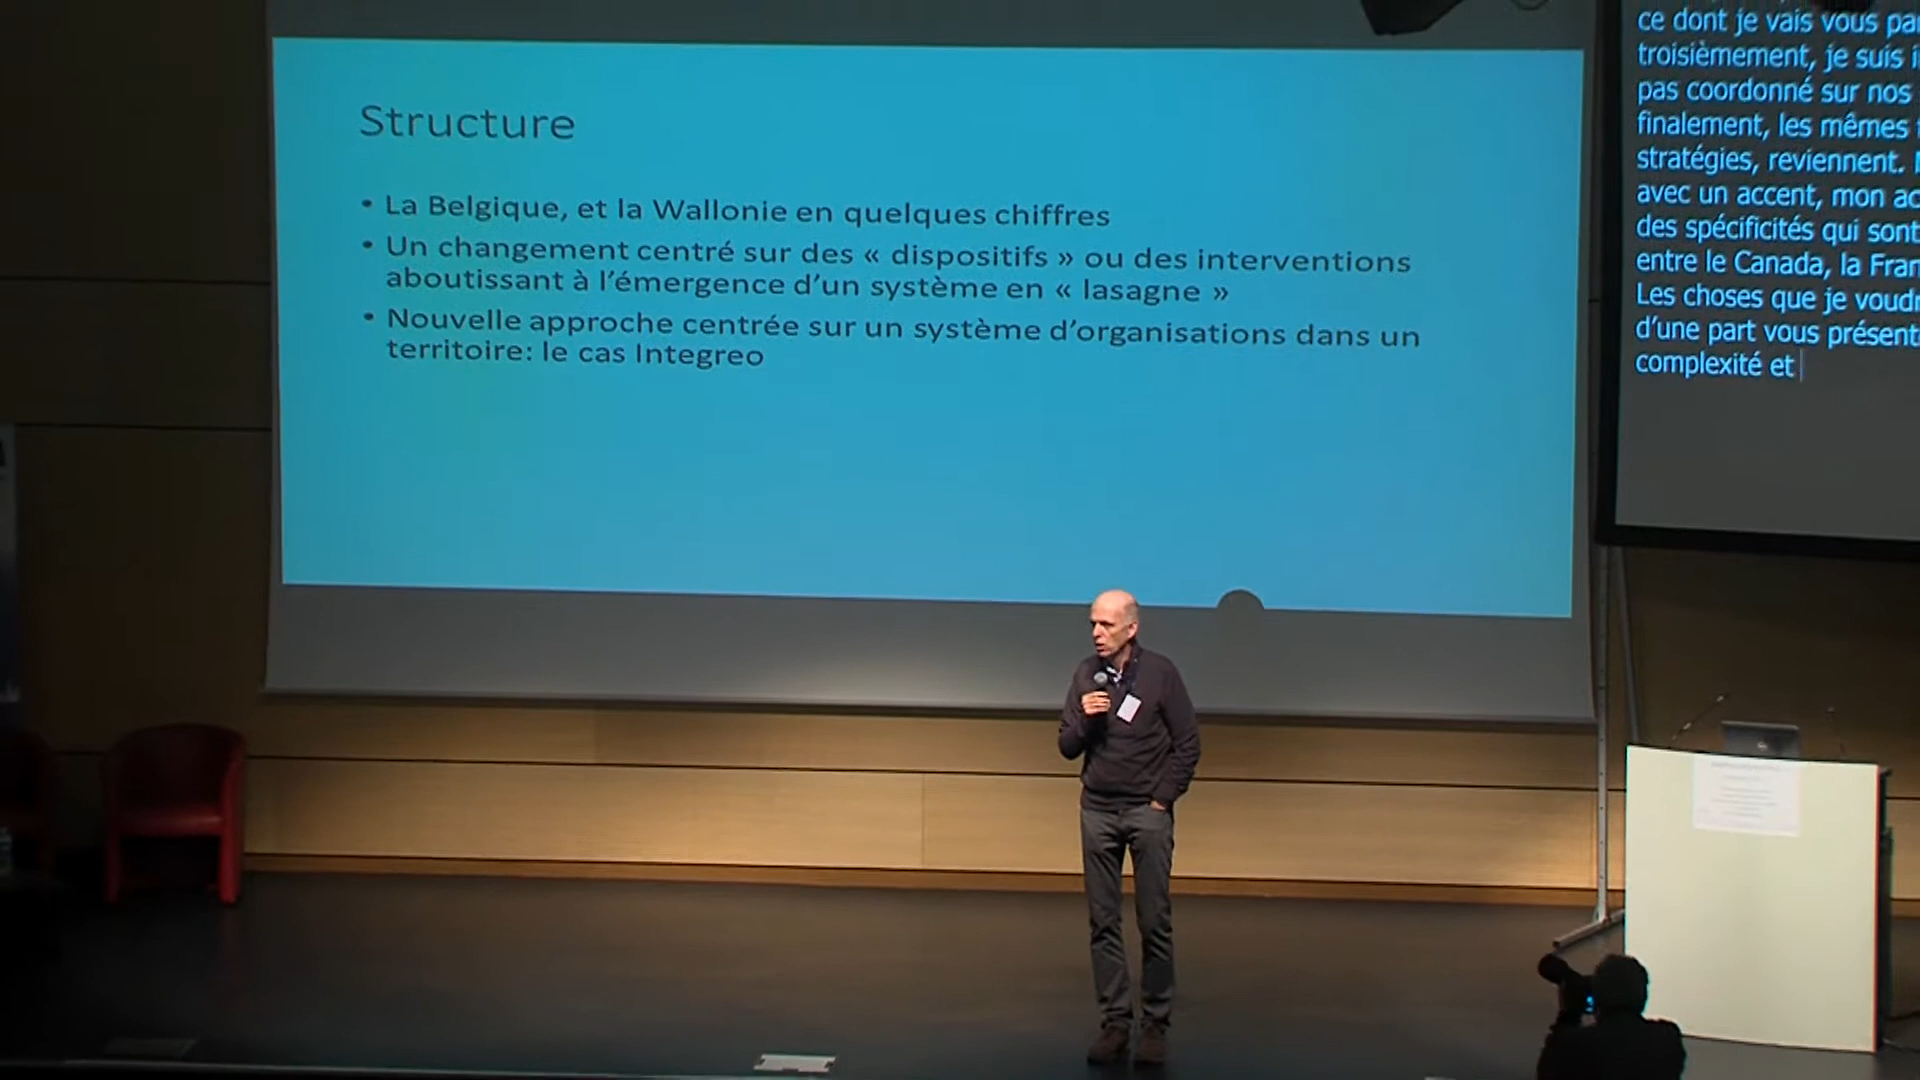 Structure
• La Belgique, et la Wallonie en quelques chiffres
• Un changement centré sur des « dispositifs » ou des interventions
aboutissant à l’émergence d’un système en « lasagne »
• Nouvelle approche centrée sur un système d’organisations dans un
territoire: le cas Integreo
ce dont je vais vous
troisièmement, je suis
pas coordonné sur nos
finalement, les mêmes
stratégies, reviennent.
avec un accent, mon
des spécificités qui sont
entre le Canada, la
Les choses que je
d’une part vous
complexité et